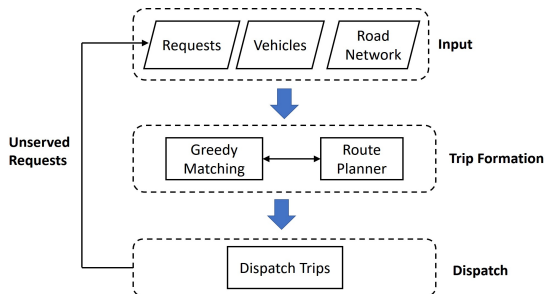 Requests
Vehicles
Road
Network
Input
Unserved
Requests
Greedy
Matching
Route
Planner
Trip Formation
Dispatch Trips
Dispatch